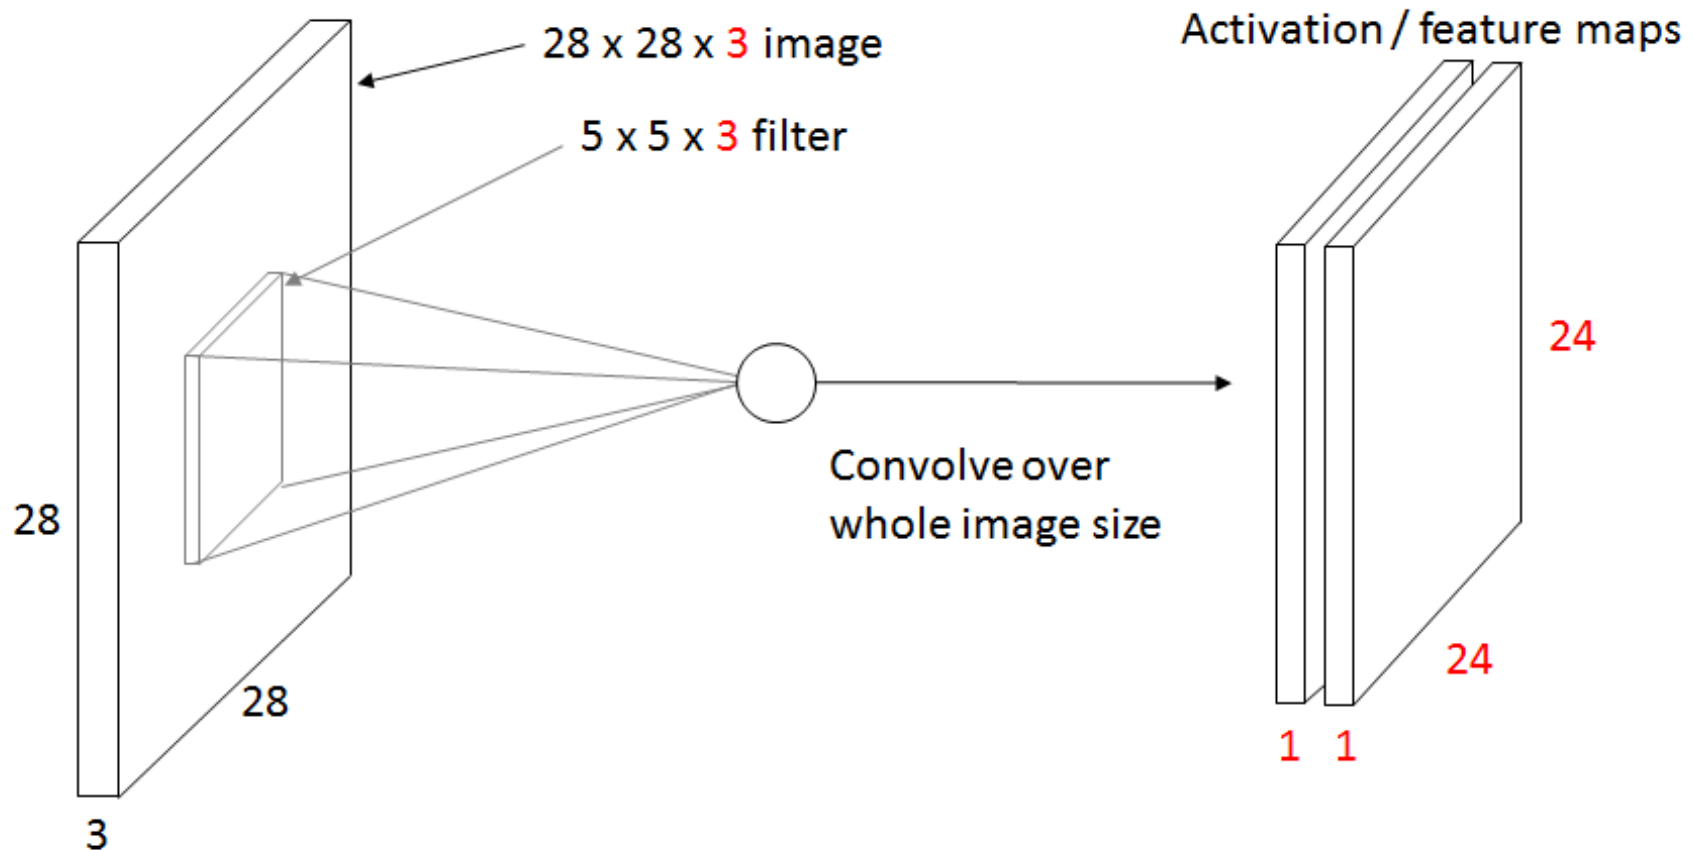 28 x 28 x 3 image
5 x 5 x 3 filter
28
28
3
Convolve over
whole image size
Activation / feature maps
24
24
1 1